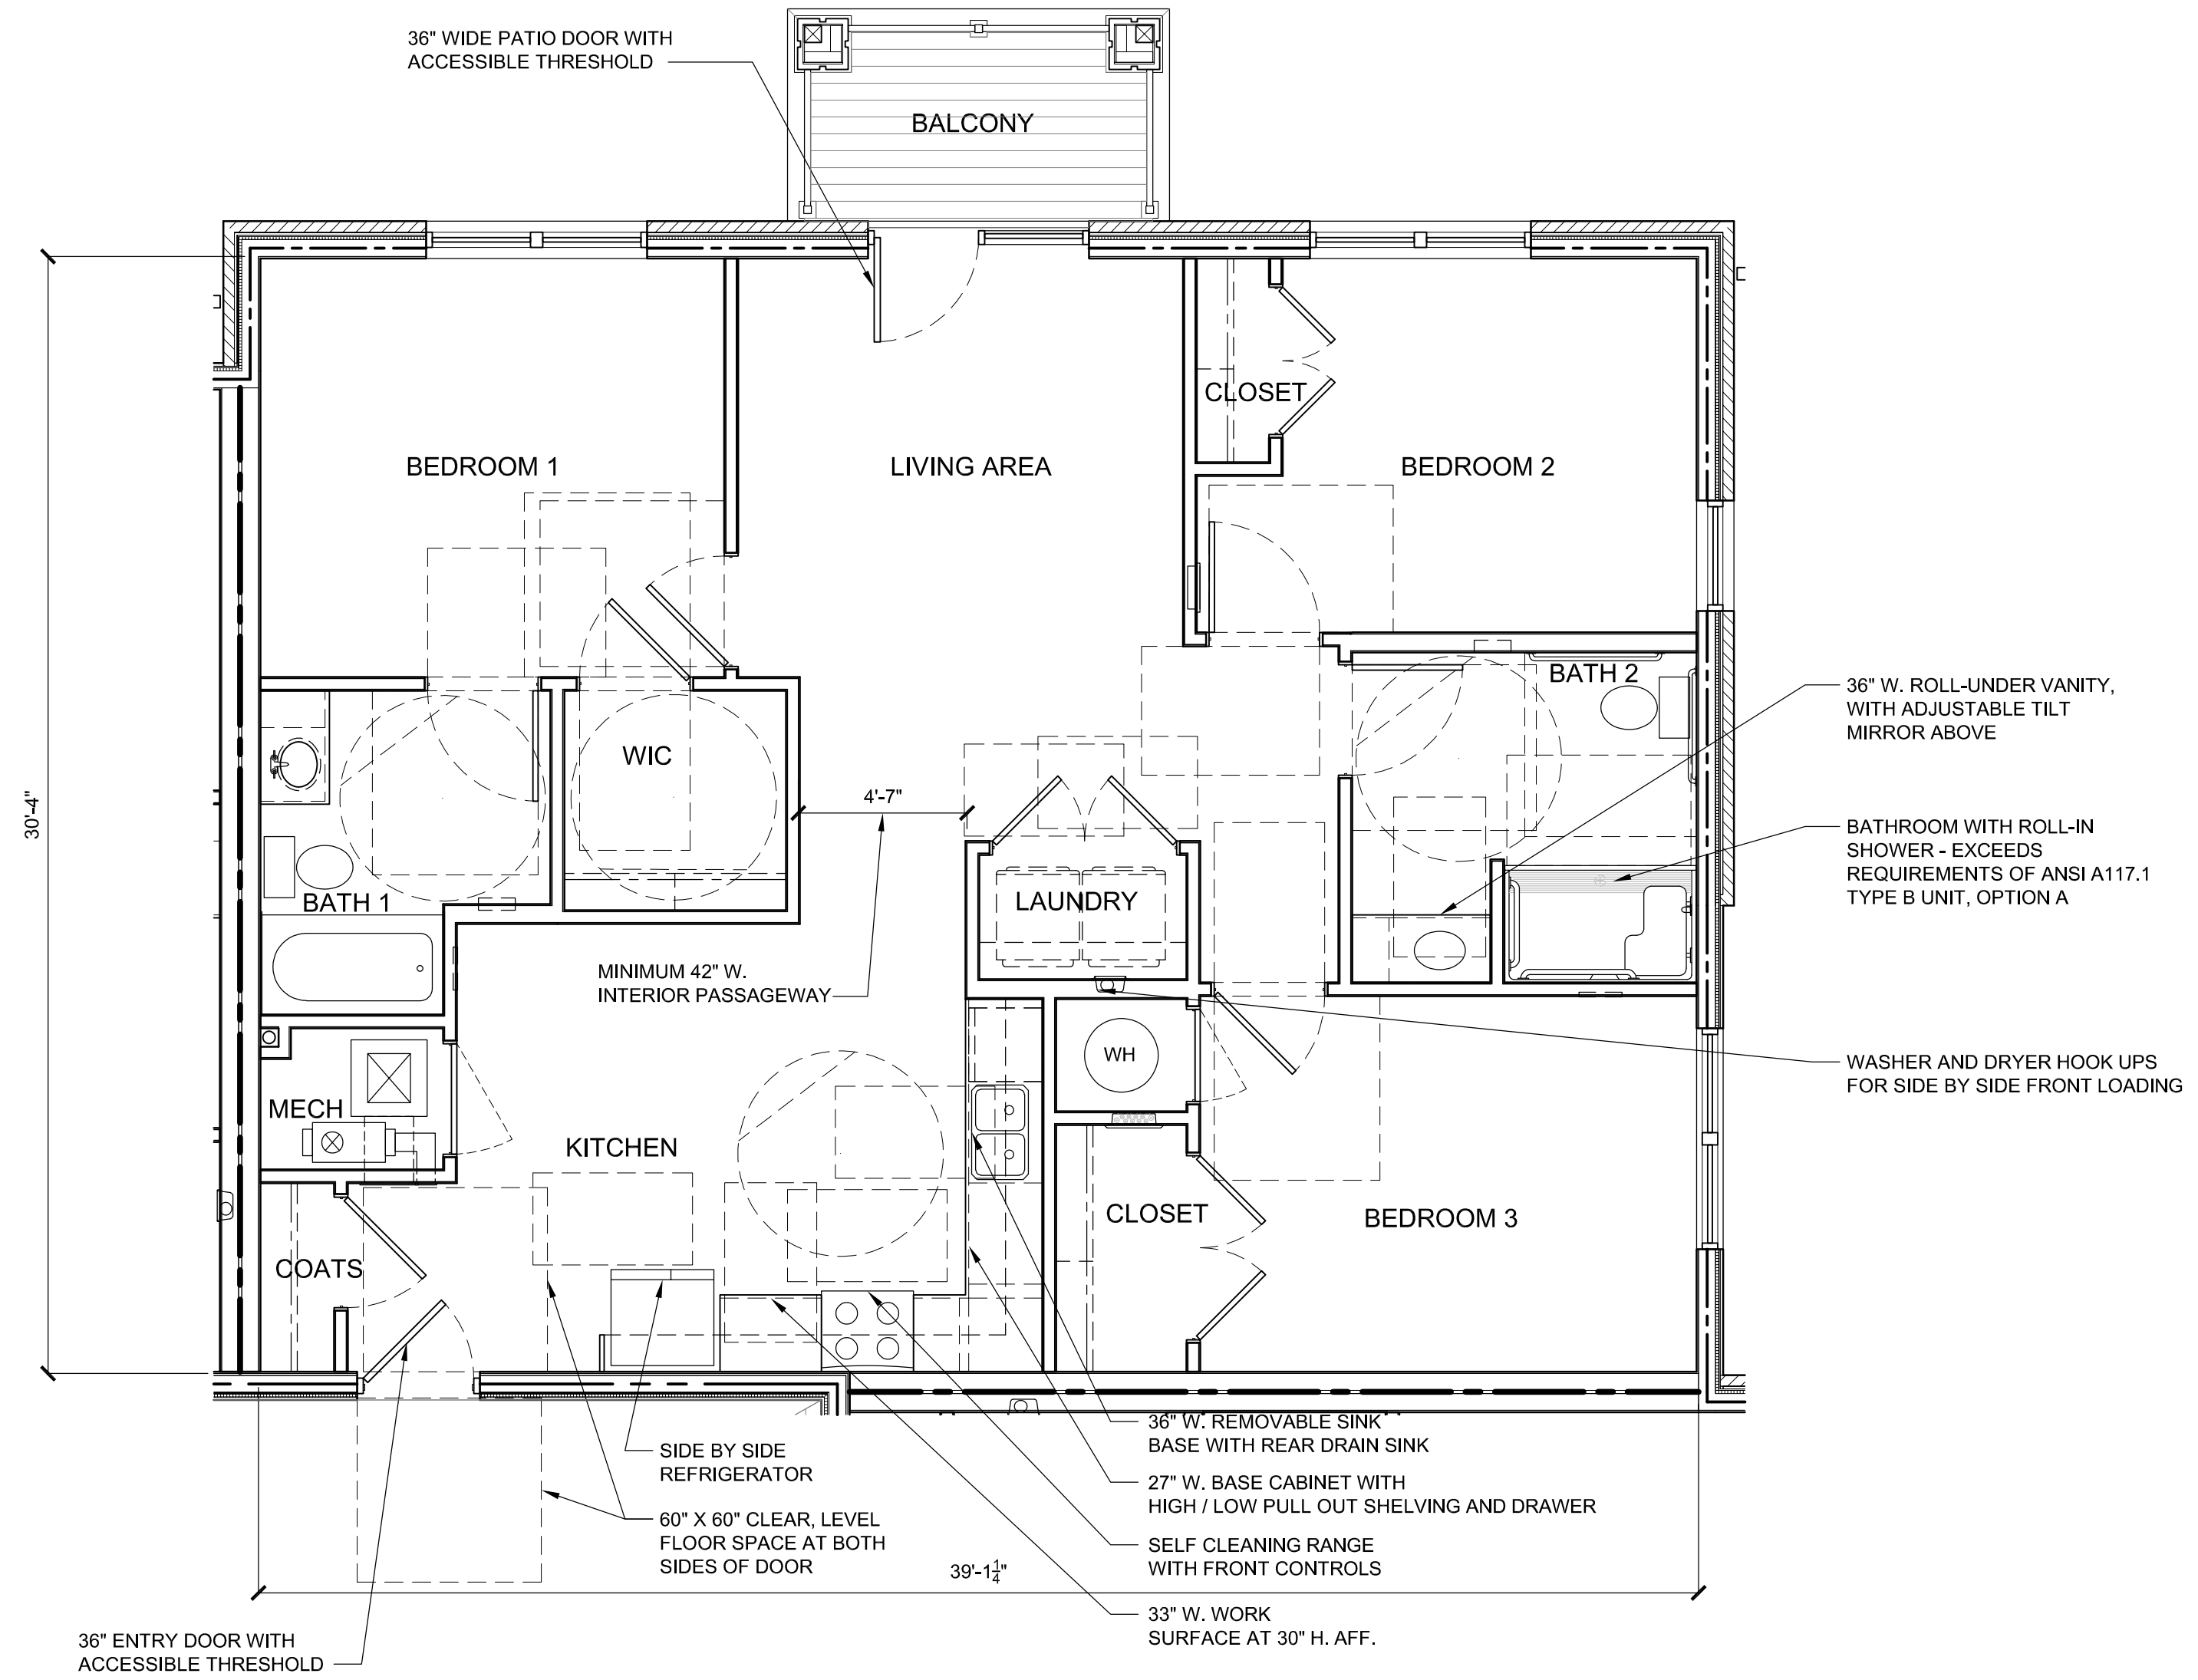 36" WIDE PATIO DOOR WITH
ACCESSIBLE THRESHOLD
BALCONY
30'-4"
BEDROOM 1
LIVING AREA
CLOSET
BEDROOM 2
BATH 2
36" W. ROLL-UNDER VANITY,
WITH ADJUSTABLE TILT
MIRROR ABOVE
WIC
4'-7"
BATHROOM WITH ROLL-IN
SHOWER - EXCEEDS
REQUIREMENTS OF ANSI A117.1
TYPE B UNIT, OPTION A
BATH 1
LAUNDRY
MINIMUM 42" W.
INTERIOR PASSAGEWAY
WH
WASHER AND DRYER HOOK UPS
FOR SIDE BY SIDE FRONT LOADING
MECH
KITCHEN
CLOSET
BEDROOM 3
COATS
36" W. REMOVABLE SINK
BASE WITH REAR DRAIN SINK
SIDE BY SIDE
REFRIGERATOR
27" W. BASE CABINET WITH
HIGH / LOW PULL OUT SHELVING AND DRAWER
60" X 60" CLEAR, LEVEL
FLOOR SPACE AT BOTH
SIDES OF DOOR
SELF CLEANING RANGE
WITH FRONT CONTROLS
39'-1 1/4"
33" W. WORK
SURFACE AT 30" H. AFF.
36" ENTRY DOOR WITH
ACCESSIBLE THRESHOLD